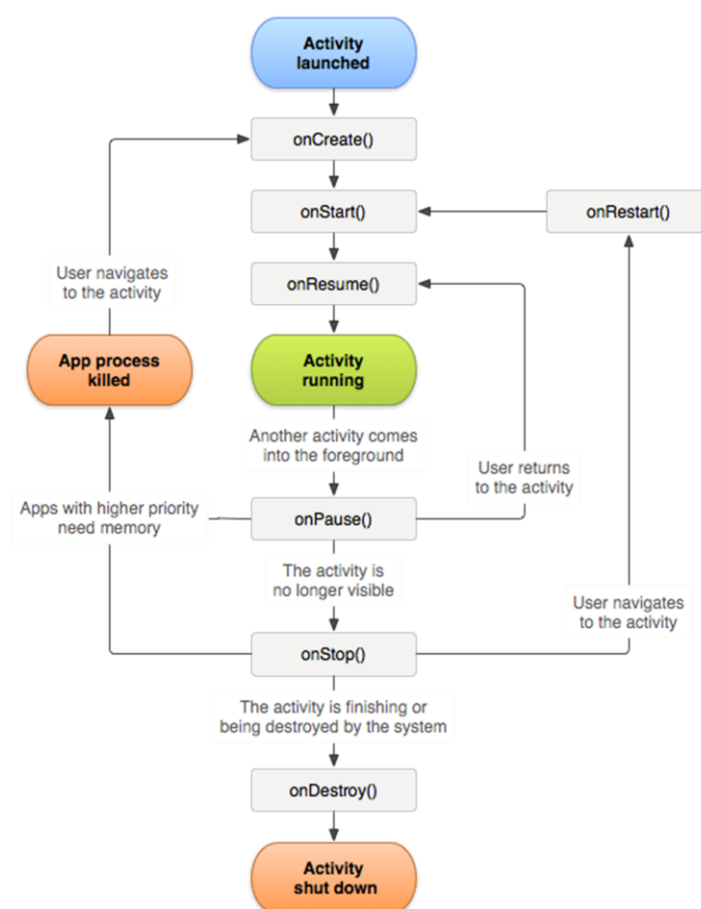 Activity
launched
onCreate()
onStart()
onRestart()
User navigates
to the activity
onResume()
App process
killed
Activity
running
Another activity comes
into the foreground
User returns
to the activity
Apps with higher priority
need memory
onPause()
The activity is
no longer visible
User navigates
to the activity
onStop()
The activity is finishing or
being destroyed by the system
onDestroy()
Activity
shut down